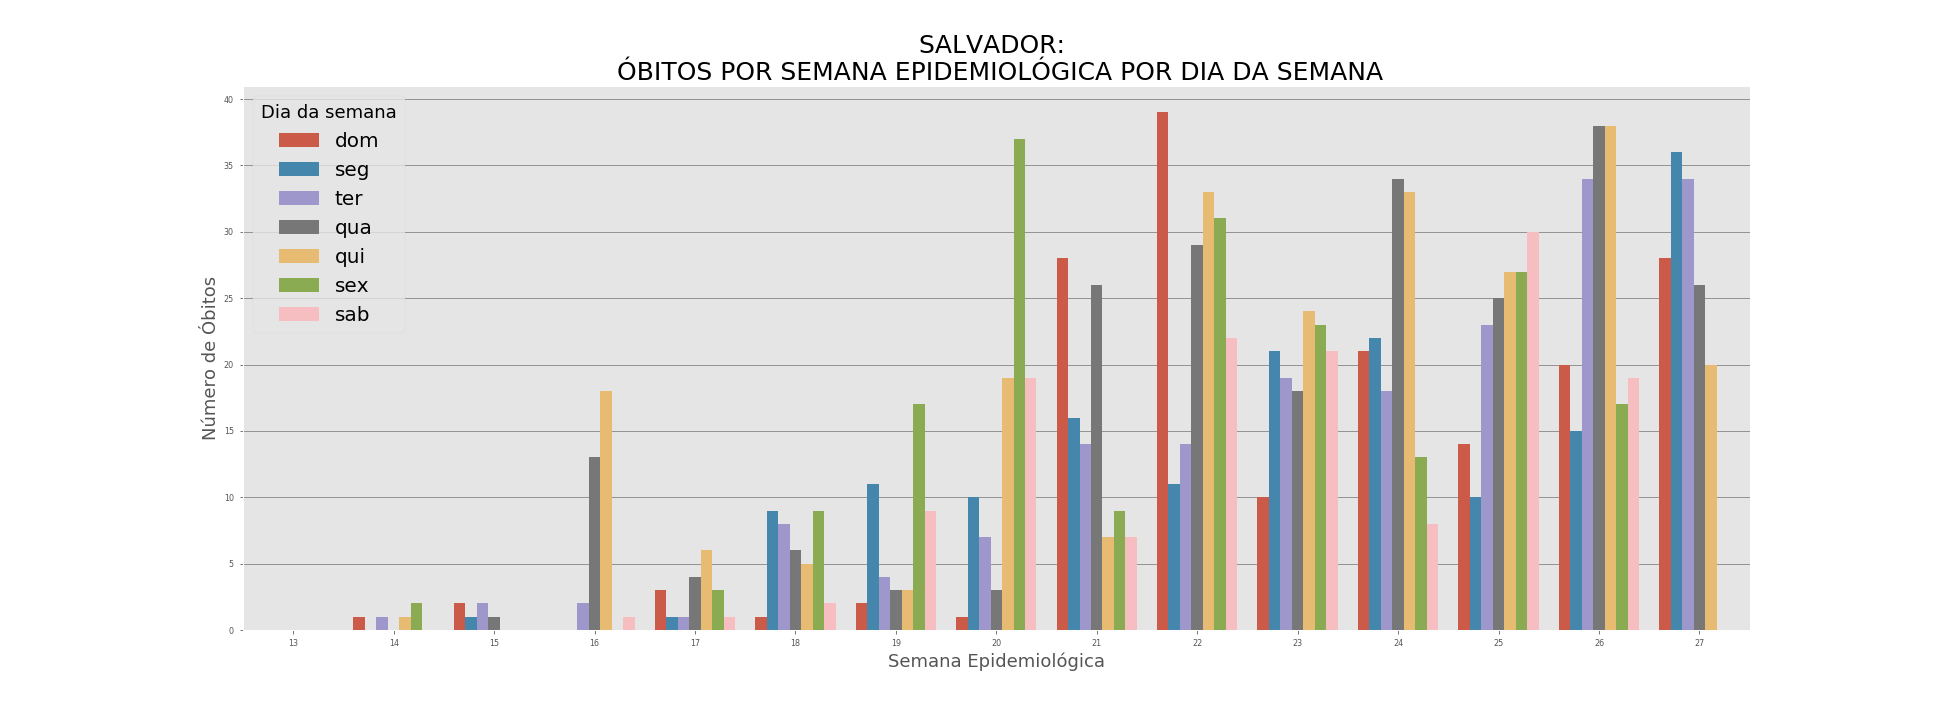 SALVADOR:
ÓBITOS POR SEMANA EPIDEMIOLÓGICA POR DIA DA SEMANA
Dia da semana
dom
seg
ter
qua
qui
sex
sab
Número de Óbitos
40
35
30
25
20
15
10
5
0
13 14 15 16 17 18 19 20 21 22 23 24 25 26 27
Semana Epidemiológica